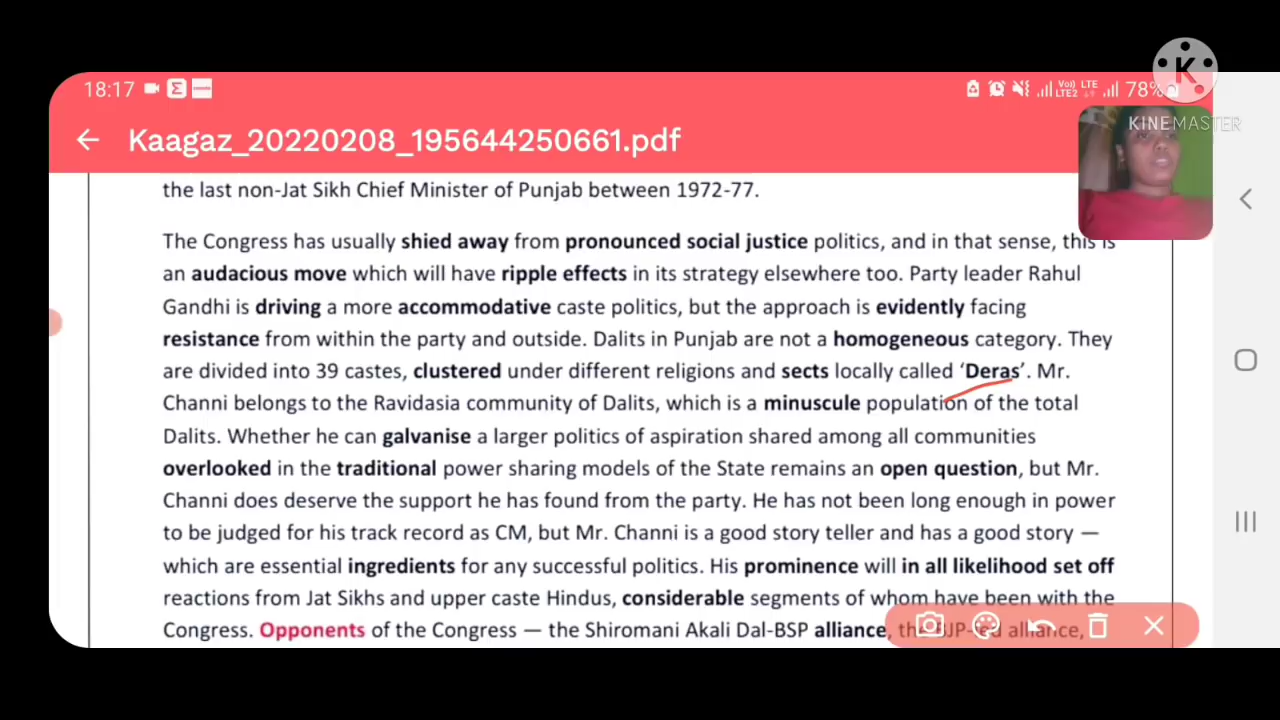 18:17
Voι) LTE
LTE2
78%
KINEMASTER
Kaagaz_20220208_195644250661.pdf
the last non-Jat Sikh Chief Minister of Punjab between 1972-77.
The Congress has usually shied away from pronounced social justice politics, and in that sense, this is
an audacious move which will have ripple effects in its strategy elsewhere too. Party leader Rahul
Gandhi is driving a more accommodative caste politics, but the approach is evidently facing
resistance from within the party and outside. Dalits in Punjab are not a homogeneous category. They
are divided into 39 castes, clustered under different religions and sects locally called ‘Deras’. Mr.
Channi belongs to the Ravidasia community of Dalits, which is a minuscule population of the total
Dalits. Whether he can galvanise a larger politics of aspiration shared among all communities
overlooked in the traditional power sharing models of the State remains an open question, but Mr.
Channi does deserve the support he has found from the party. He has not been long enough in power
to be judged for his track record as CM, but Mr. Channi is a good story teller and has a good story —
which are essential ingredients for any successful politics. His prominence will in all likelihood set off
reactions from Jat Sikhs and upper caste Hindus, considerable segments of whom have been with the
Congress. Opponents of the Congress — the Shiromani Akali Dal-BSP alliance, the BJP-led alliance,